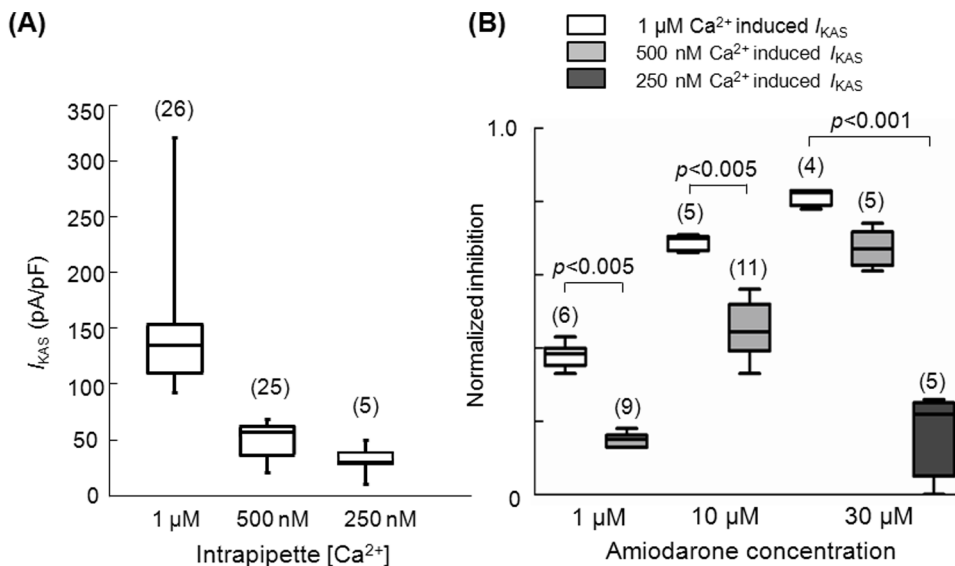 (A)
350
300
250
200
150
100
50
0
I_KAS (pA/pF)
(26)
(25)
(5)
1 µM 500 nM 250 nM
Intrapipette [Ca²⁺]
(B)
1 µM Ca²⁺ induced I_KAS
500 nM Ca²⁺ induced I_KAS
250 nM Ca²⁺ induced I_KAS
1.0
0
Normalized inhibition
p<0.001
p<0.005
p<0.005
(4)
(5)
(5)
(11)
(6)
(9)
(5)
1 µM 10 µM 30 µM
Amiodarone concentration